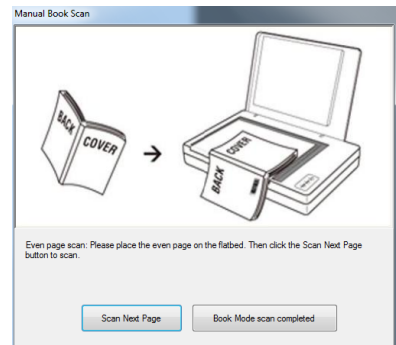 Manual Book Scan
BACK
COVER
COVER
BACK
Even page scan: Please place the even page on the flatbed. Then click the Scan Next Page
button to scan.
Scan Next Page
Book Mode scan completed